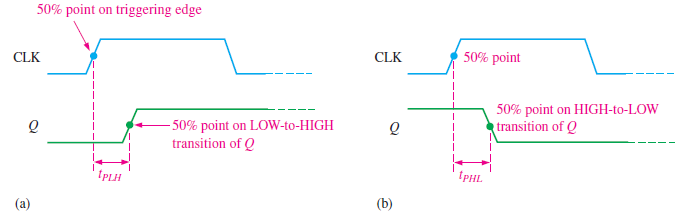 50% point on triggering edge
CLK
Q
50% point on LOW-to-HIGH
transition of Q
tPLH
(a)
CLK
50% point
Q
50% point on HIGH-to-LOW
transition of Q
tPHL
(b)